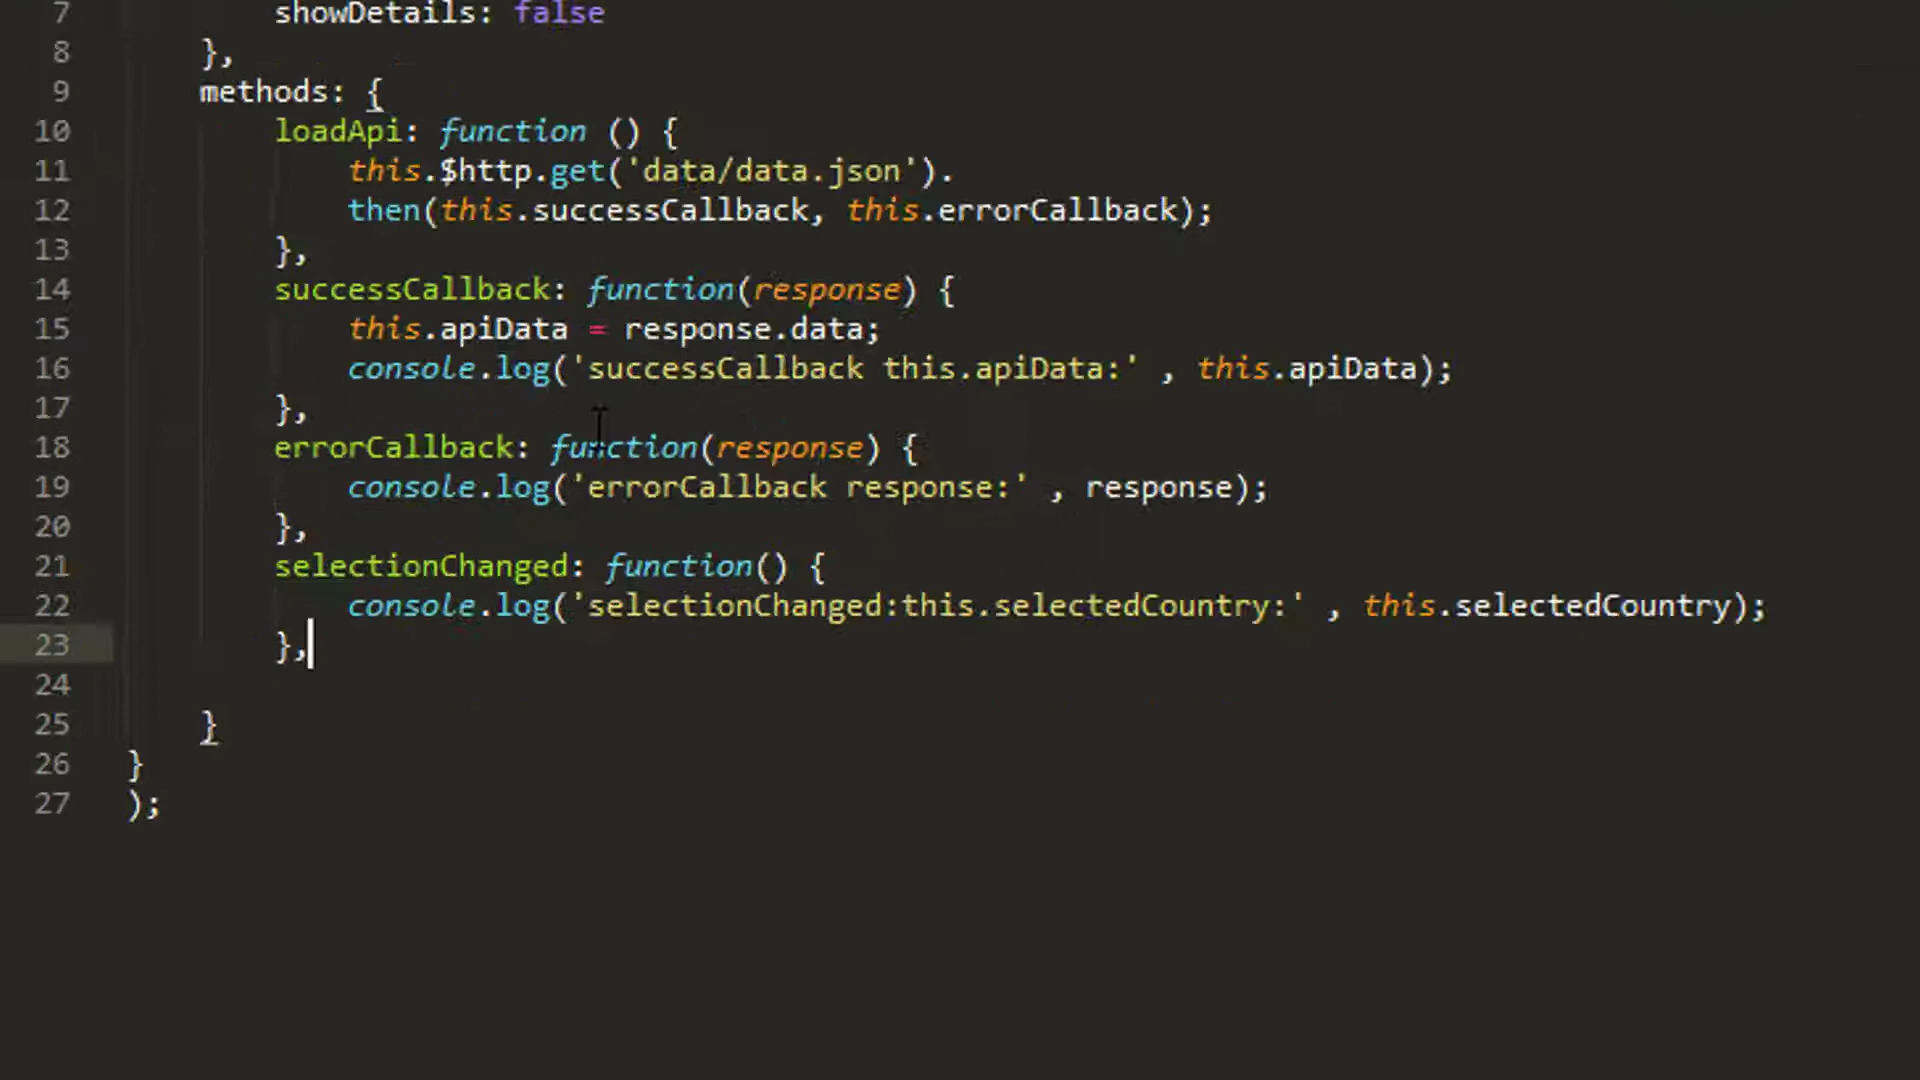 7 showDetails: false
8 },
9 methods: {
10 loadApi: function () {
11 this.$http.get('data/data.json').
12 then(this.successCallback, this.errorCallback);
13 },
14 successCallback: function(response) {
15 this.apiData = response.data;
16 console.log('successCallback this.apiData:' , this.apiData);
17 },
18 errorCallback: function(response) {
19 console.log('errorCallback response:' , response);
20 },
21 selectionChanged: function() {
22 console.log('selectionChanged:this.selectedCountry:' , this.selectedCountry);
23 },
24
25 }
26 }
27 );